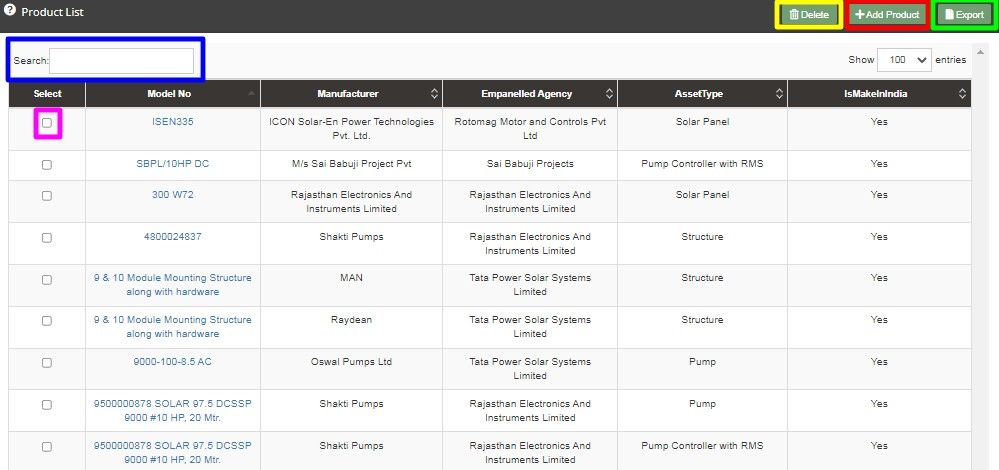 ? Product List Delete Add Product Export
Search: Show 100 entries
Select Model No Manufacturer Empanelled Agency AssetType IsMakeInIndia
ISEN335 ICON Solar-En Power Technologies Rotomag Motor and Controls Pvt Solar Panel Yes
Pvt. Ltd. Ltd
SBPL/10HP DC M/s Sai Babuji Project Pvt Sai Babuji Projects Pump Controller with RMS Yes
300 W72 Rajasthan Electronics And Rajasthan Electronics And Solar Panel Yes
Instruments Limited Instruments Limited
4800024837 Shakti Pumps Rajasthan Electronics And Structure Yes
Instruments Limited
9 & 10 Module Mounting Structure MAN Tata Power Solar Systems Structure Yes
along with hardware Limited
9 & 10 Module Mounting Structure Raydean Tata Power Solar Systems Structure Yes
along with hardware Limited
9000-100-8.5 AC Oswal Pumps Ltd Tata Power Solar Systems Pump Yes
Limited
9500000878 SOLAR 97.5 DCSSP Shakti Pumps Rajasthan Electronics And Pump Yes
9000 #10 HP, 20 Mtr. Instruments Limited
9500000878 SOLAR 97.5 DCSSP Shakti Pumps Rajasthan Electronics And Pump Controller with RMS Yes
9000 #10 HP, 20 Mtr. Instruments Limited